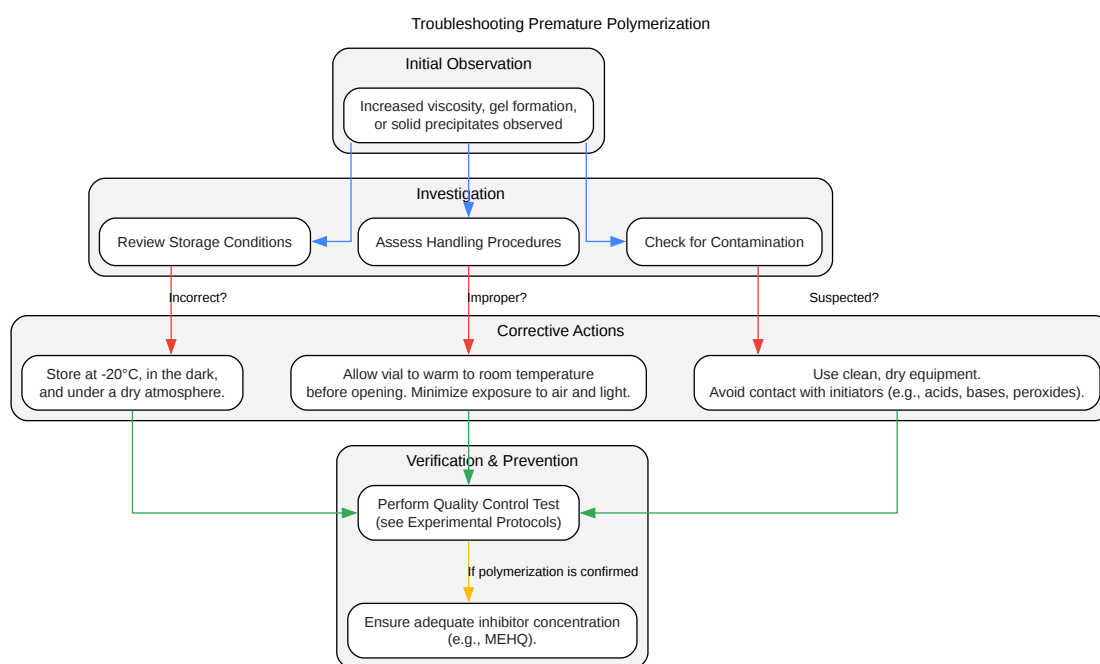 Troubleshooting Premature Polymerization
Initial Observation
Increased viscosity, gel formation,
or solid precipitates observed
Investigation
Review Storage Conditions
Assess Handling Procedures
Check for Contamination
Incorrect?
Improper?
Suspected?
Corrective Actions
Store at -20°C, in the dark,
and under a dry atmosphere.
Allow vial to warm to room temperature
before opening. Minimize exposure to air and light.
Use clean, dry equipment.
Avoid contact with initiators (e.g., acids, bases, peroxides).
Verification & Prevention
Perform Quality Control Test
(see Experimental Protocols)
If polymerization is confirmed
Ensure adequate inhibitor concentration
(e.g., MEHQ).